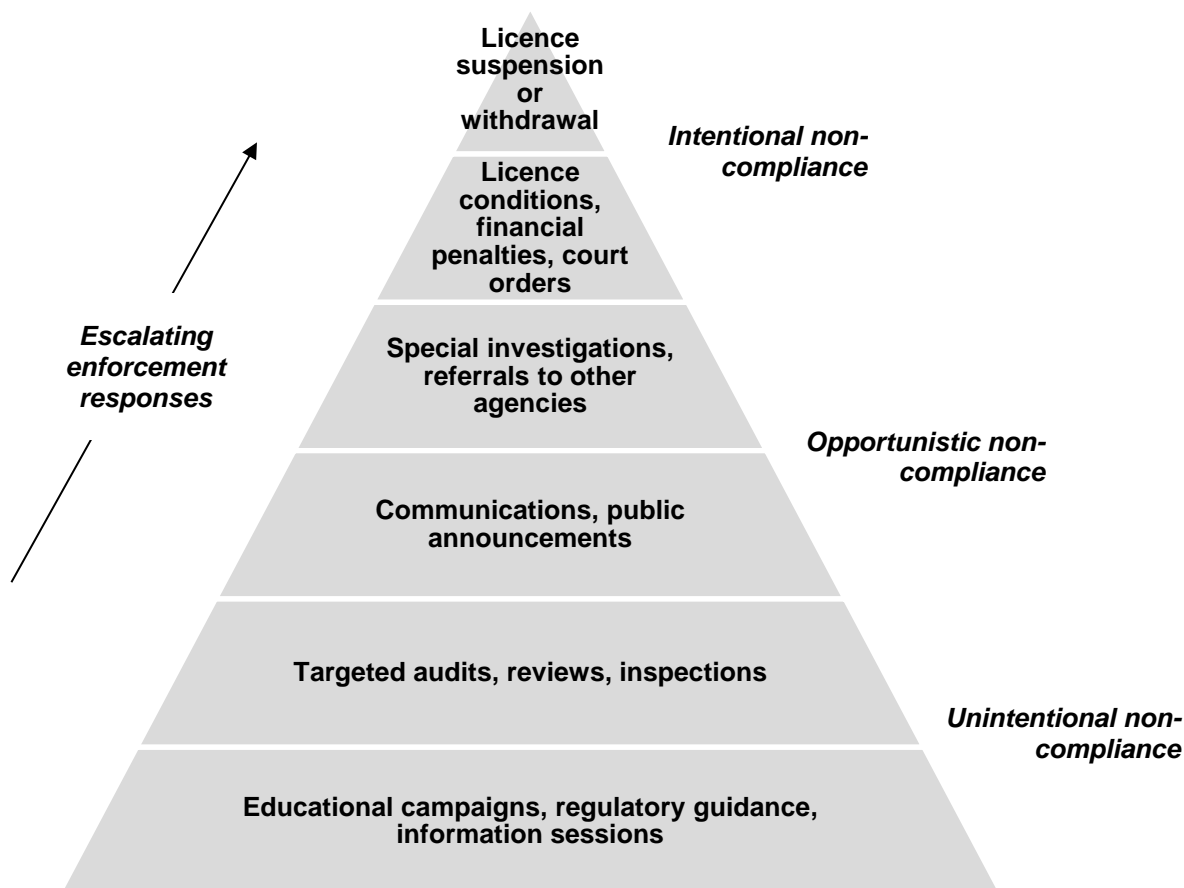 Licence
suspension
or
withdrawal
Intentional non-
compliance
Licence
conditions,
financial
penalties, court
orders
Escalating
enforcement
responses
Special investigations,
referrals to other
agencies
Opportunistic non-
compliance
Communications, public
announcements
Targeted audits, reviews, inspections
Unintentional non-
compliance
Educational campaigns, regulatory guidance,
information sessions